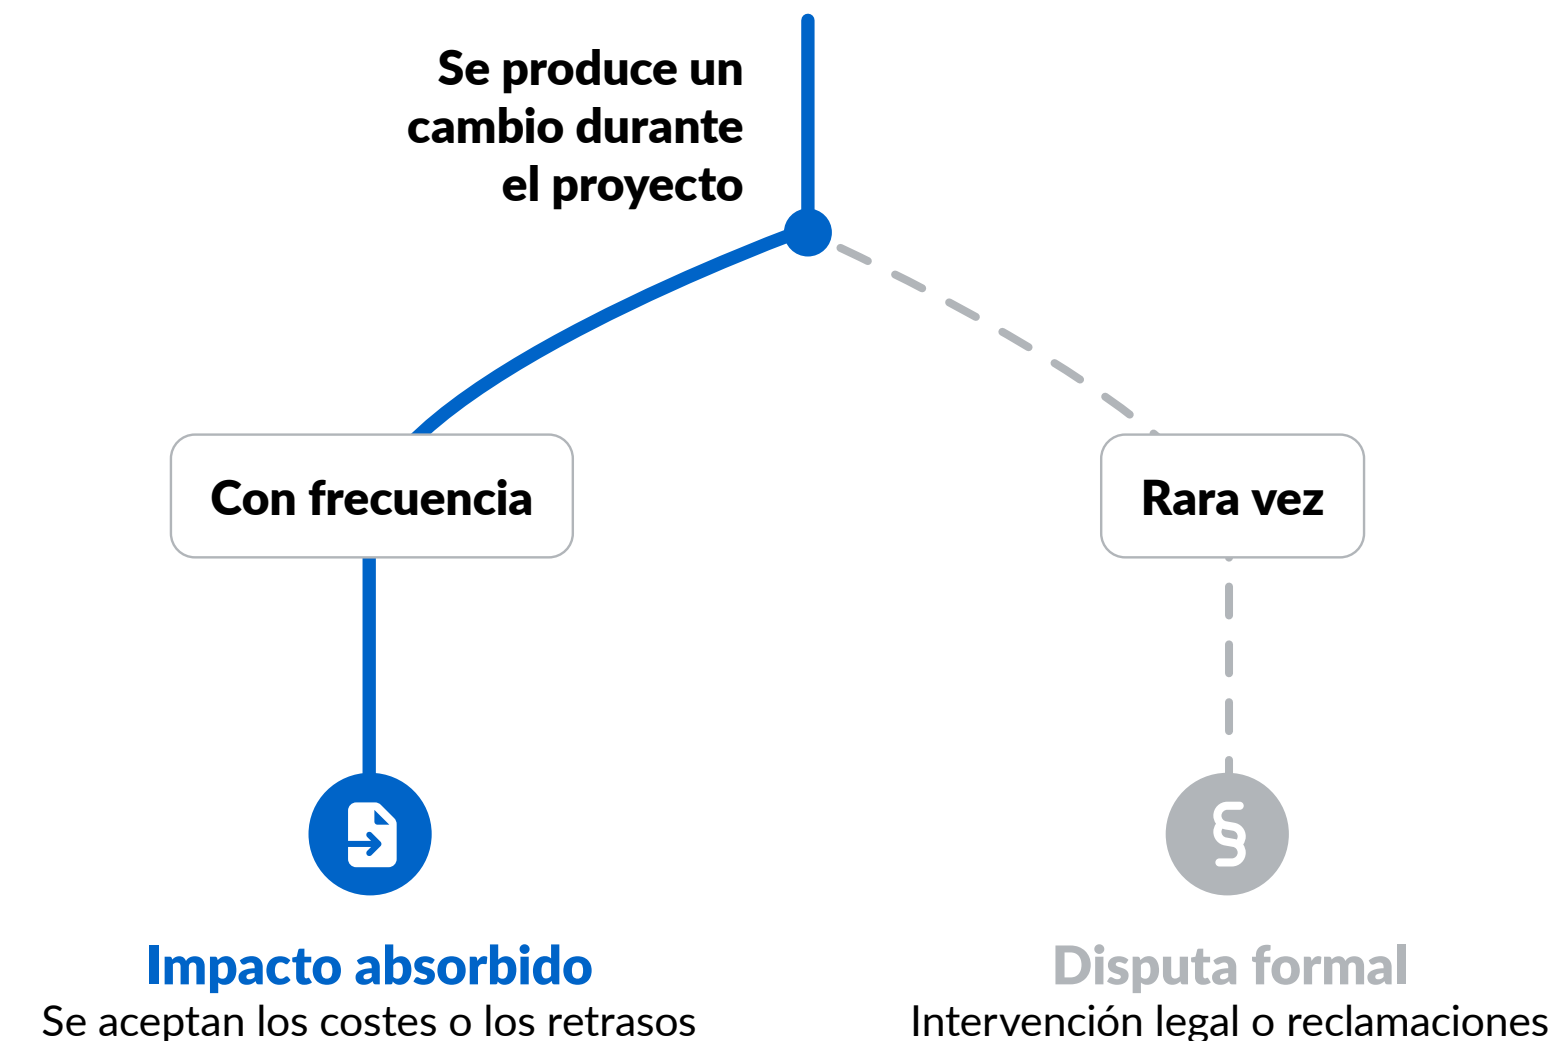 Se produce un
cambio durante
el proyecto
Con frecuencia
Rara vez
§
Impacto absorbido
Se aceptan los costes o los retrasos
Disputa formal
Intervención legal o reclamaciones